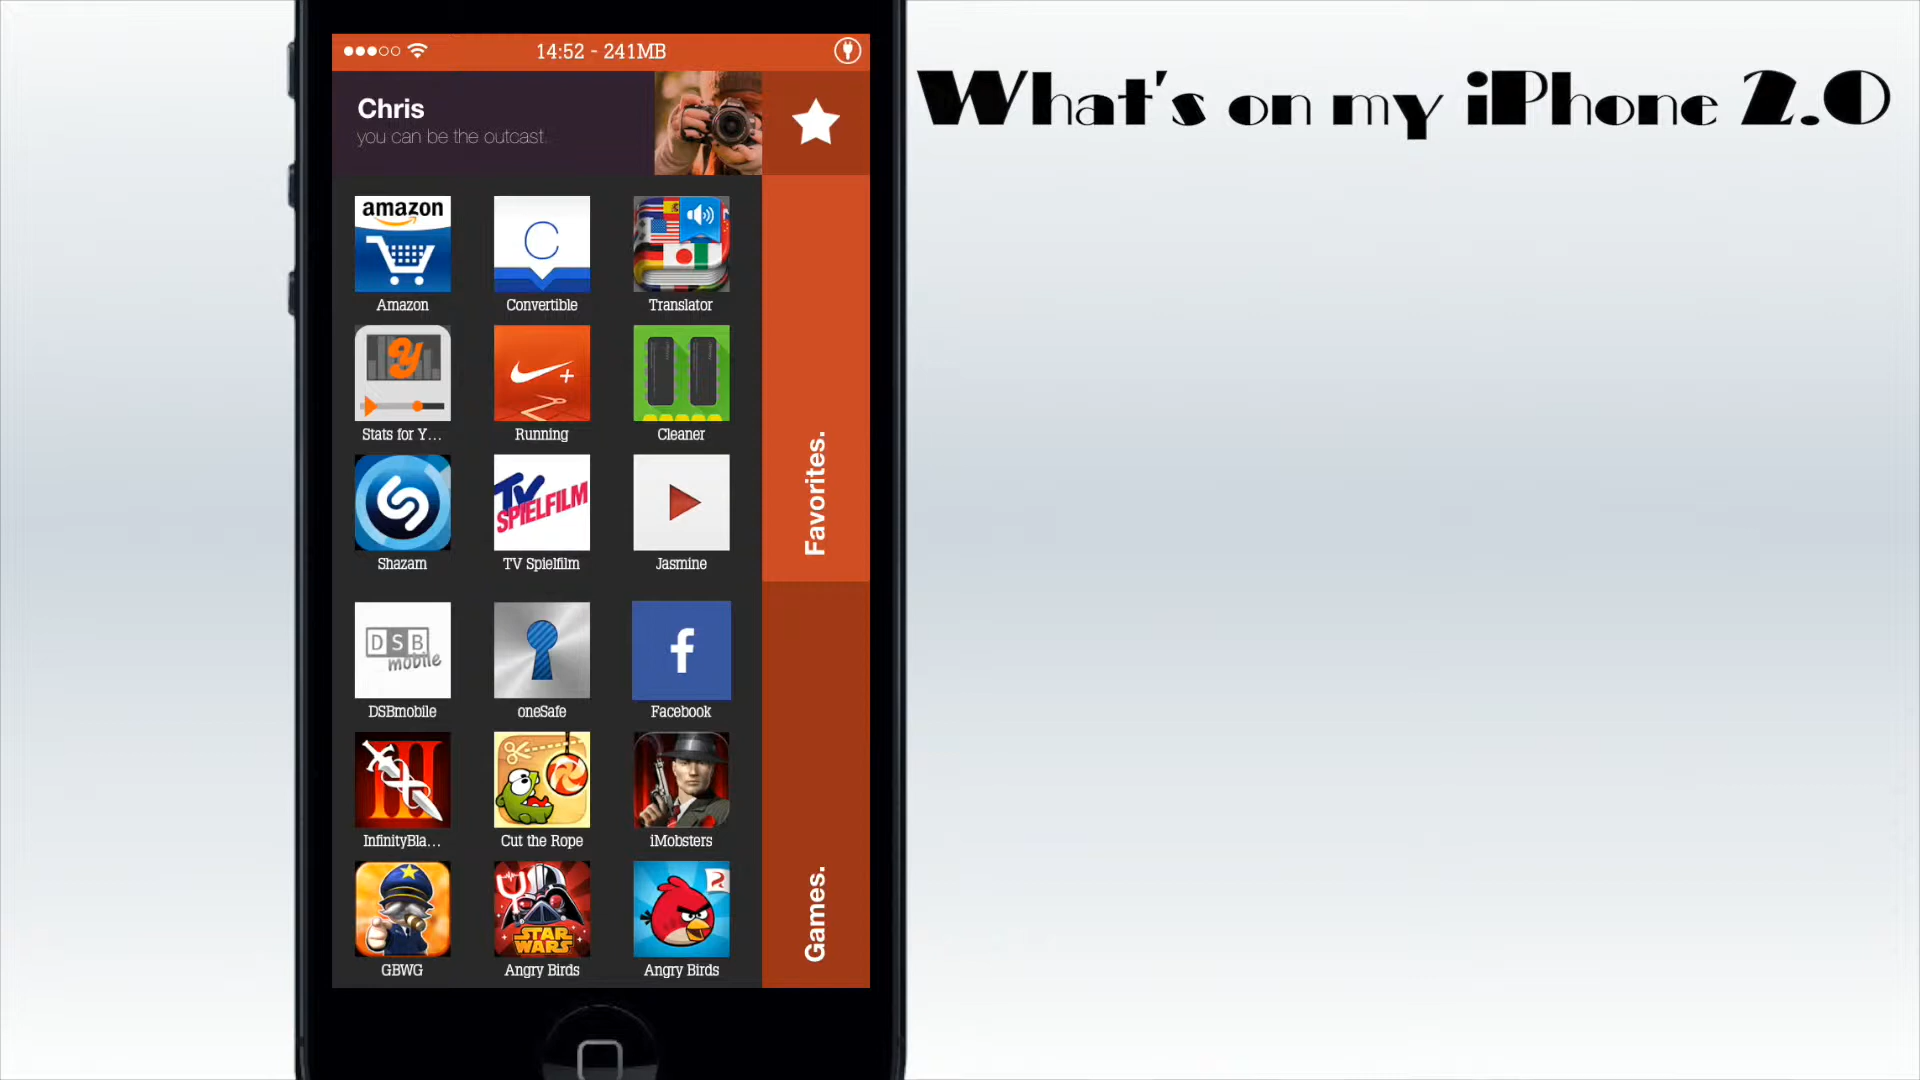 14:52 - 241MB
What's on my iPhone 2.0
Chris
you can be the outcast.
amazon
C
Amazon
Convertible
Translator
y
Stats for Y...
Running
Cleaner
TV
SPIELFILM
Favorites.
Shazam
TV Spielfilm
Jasmine
DSB
mobile
f
DSBmobile
oneSafe
Facebook
III
InfinityBla...
Cut the Rope
iMobsters
STAR
WARS
Games.
GBWG
Angry Birds
Angry Birds